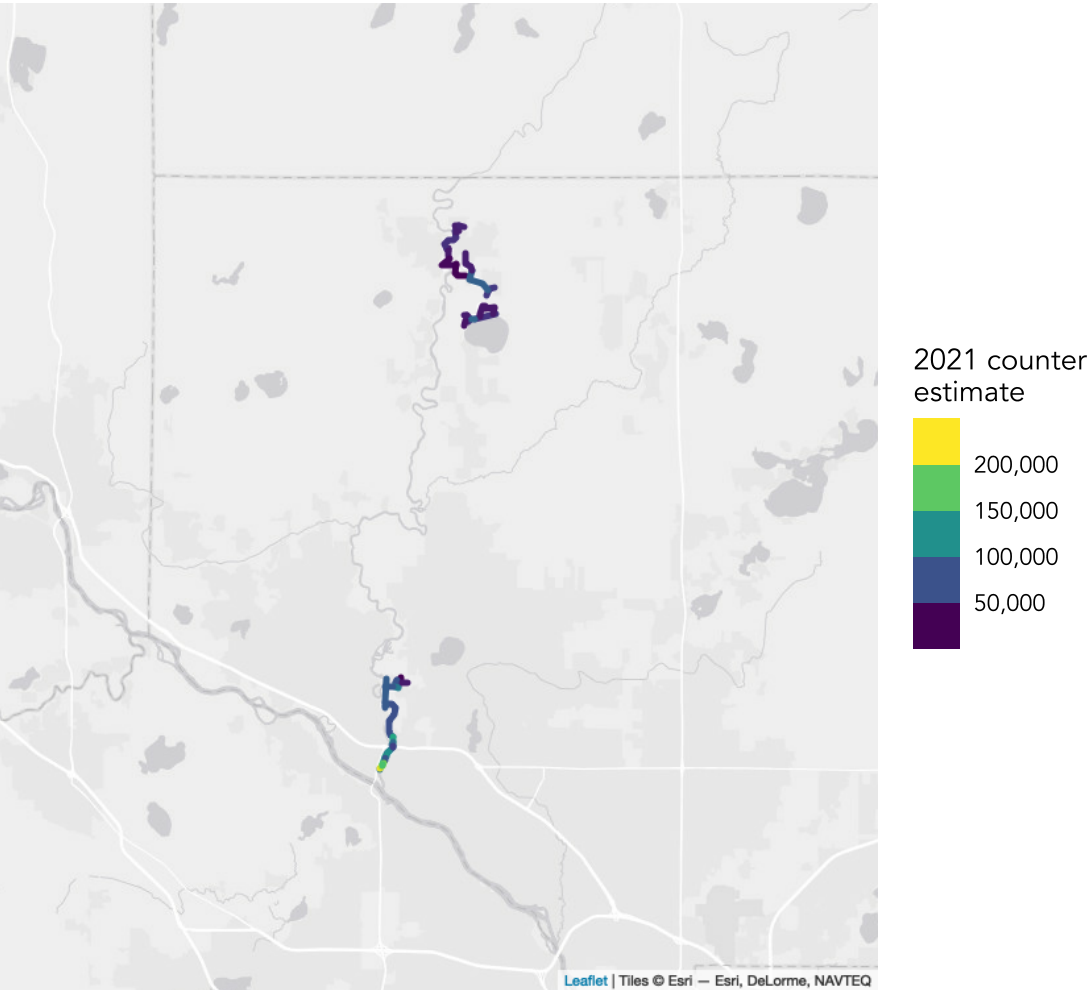 2021 counter
estimate
200,000
150,000
100,000
50,000
Leaflet | Tiles © Esri — Esri, DeLorme, NAVTEQ